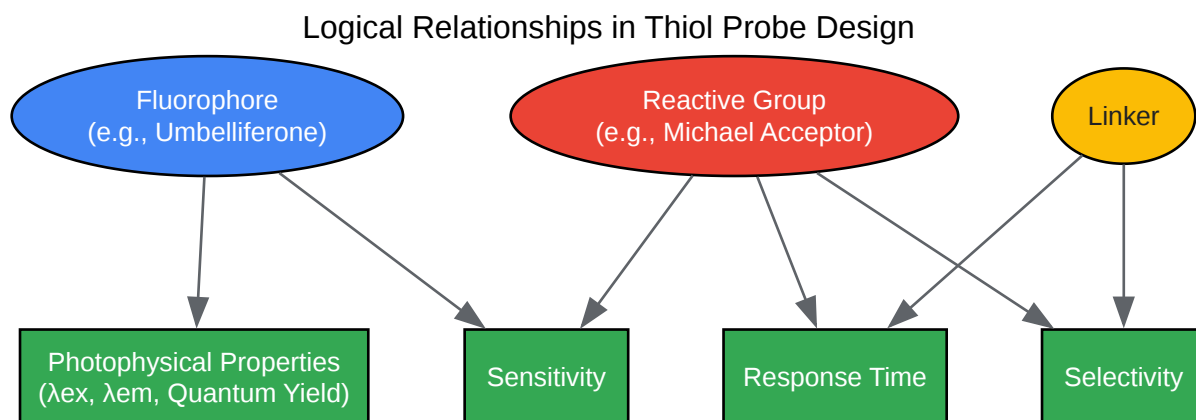 Logical Relationships in Thiol Probe Design
Fluorophore
(e.g., Umbelliferone)
Reactive Group
(e.g., Michael Acceptor)
Linker
Photophysical Properties
(λex, λem, Quantum Yield)
Sensitivity
Response Time
Selectivity